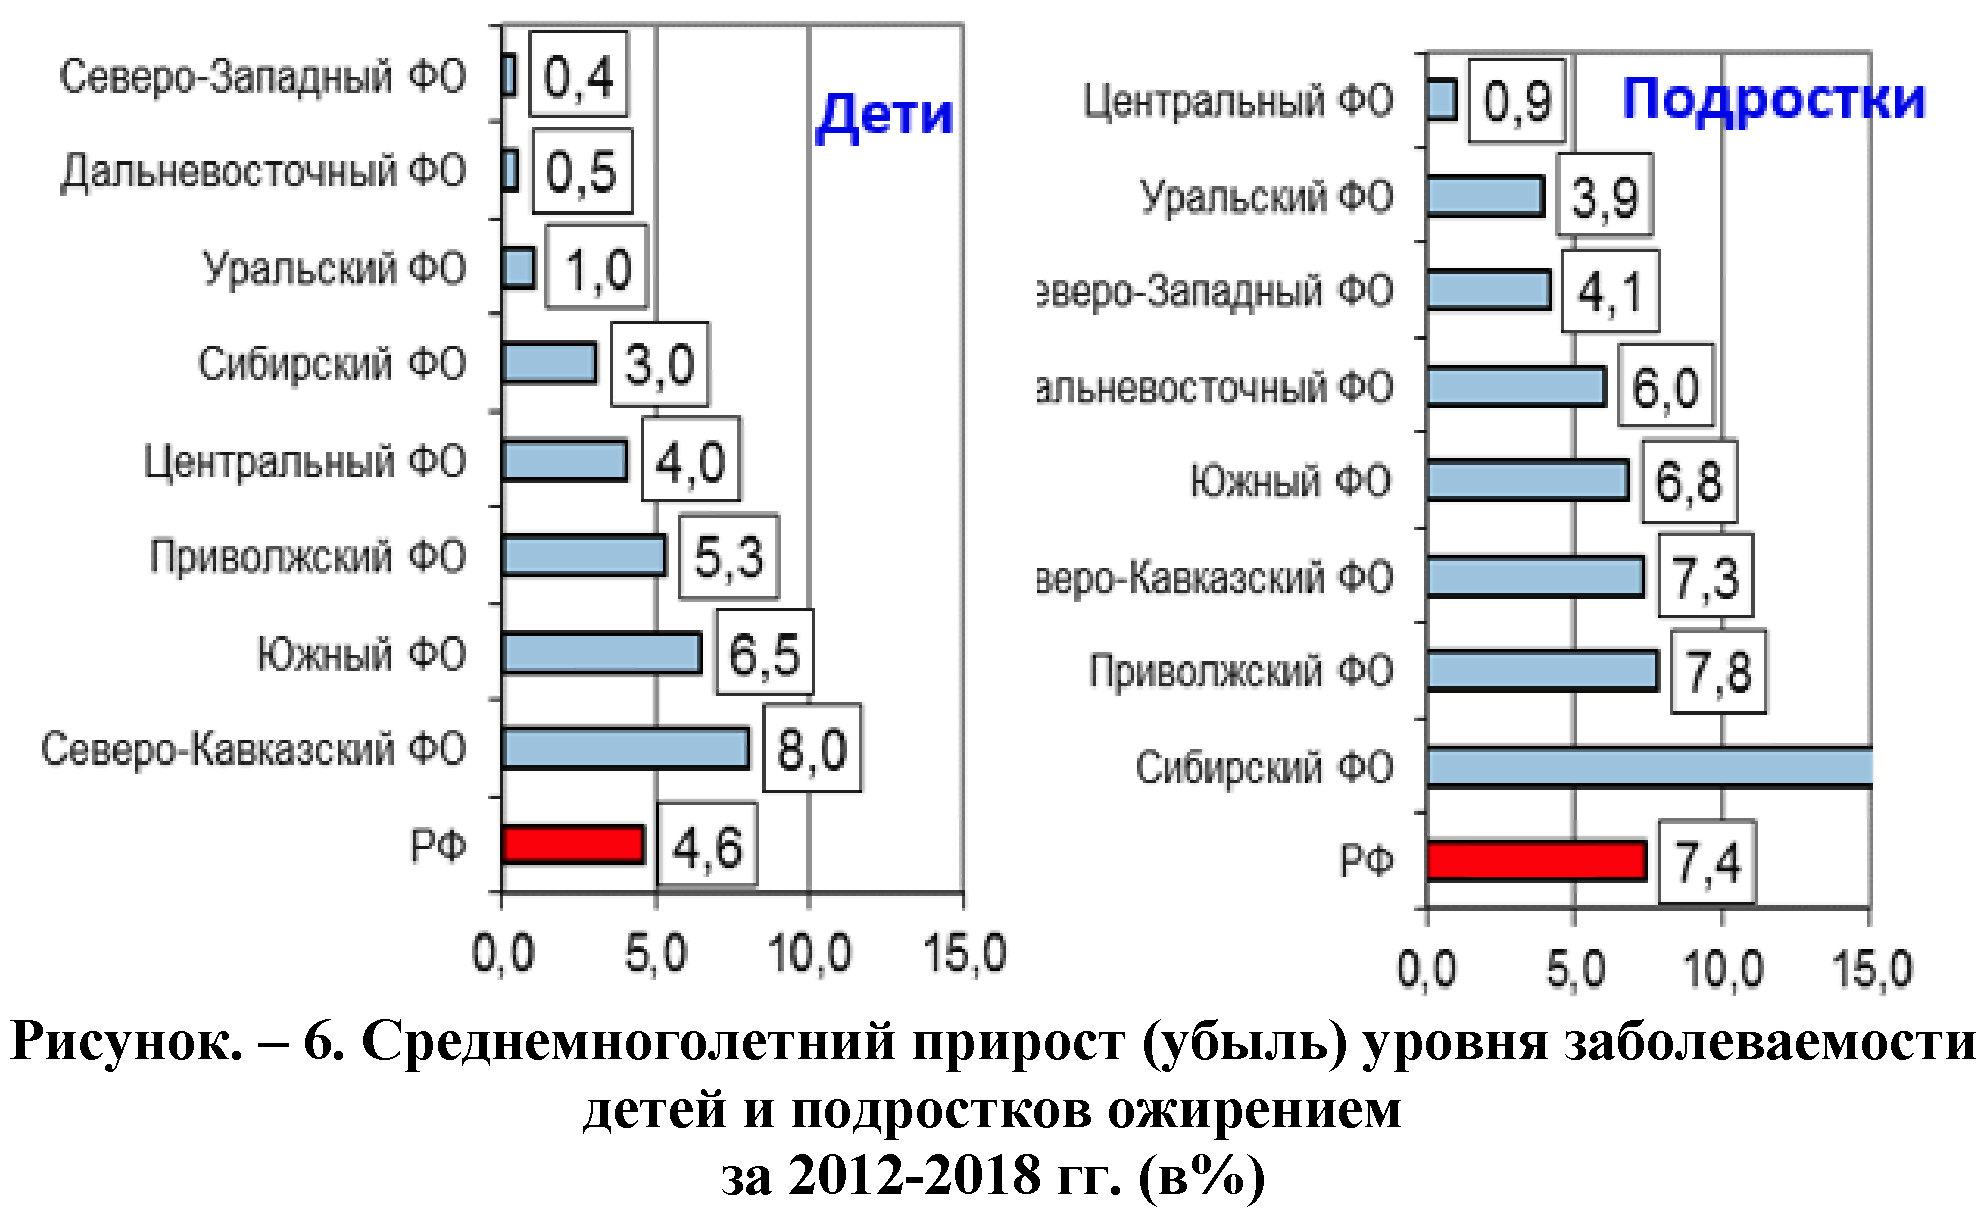 Дети
Северо-Западный ФО 0,4
Дальневосточный ФО 0,5
Уральский ФО 1,0
Сибирский ФО 3,0
Центральный ФО 4,0
Приволжский ФО 5,3
Южный ФО 6,5
Северо-Кавказский ФО 8,0
РФ 4,6
0,0 5,0 10,0 15,0
Подростки
Центральный ФО 0,9
Уральский ФО 3,9
еверо-Западный ФО 4,1
альневосточный ФО 6,0
Южный ФО 6,8
веро-Кавказский ФО 7,3
Приволжский ФО 7,8
Сибирский ФО
РФ 7,4
0,0 5,0 10,0 15,0
Рисунок. – 6. Среднемноголетний прирост (убыль) уровня заболеваемости
детей и подростков ожирением
за 2012-2018 гг. (в%)